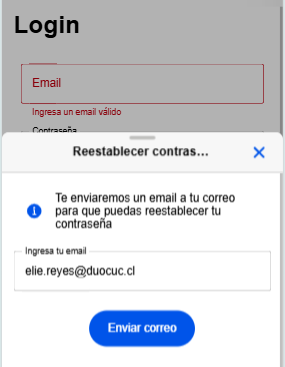 Login
Email
Ingresa un email válido
Contraseña
Reestablecer contras...
Te enviaremos un email a tu correo
para que puedas reestablecer tu
contraseña
Ingresa tu email
elie.reyes@duocuc.cl
Enviar correo